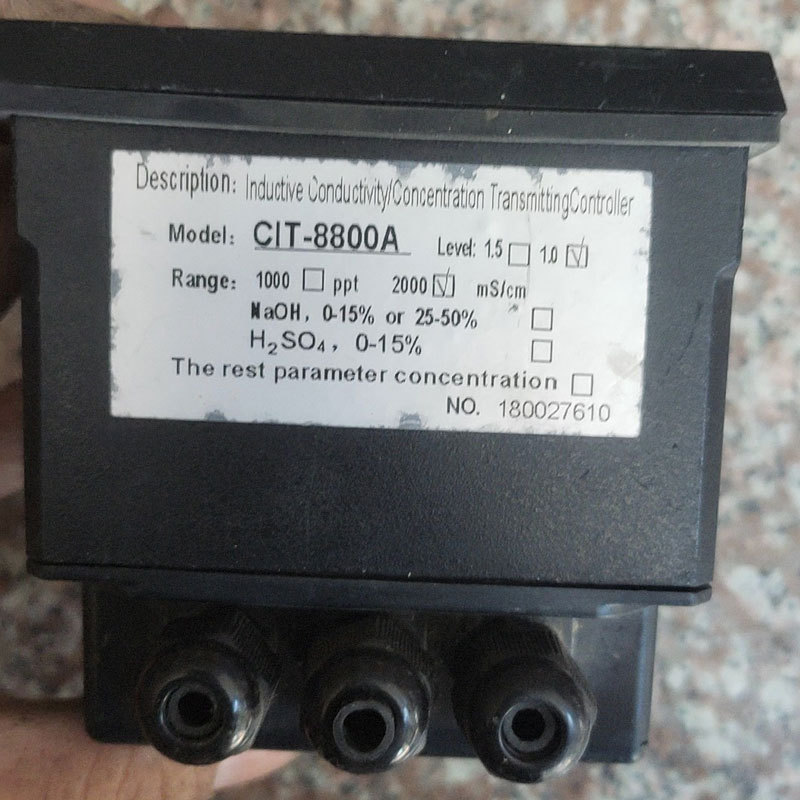 Description: Inductive Conductivity/Concentration TransmittingController
Model: CIT-8800A Level: 1.5 □ 1.0 ☑
Range: 1000 □ ppt 2000 ☑ mS/cm
NaOH, 0-15% or 25-50% □
H₂SO₄, 0-15% □
The rest parameter concentration □
NO. 180027610